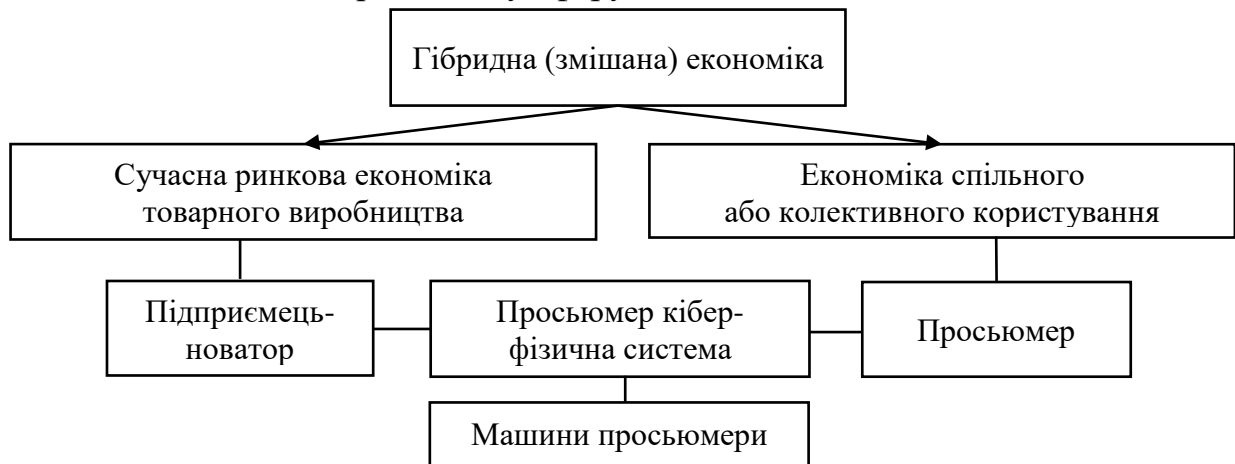 Гібридна (змішана) економіка
Сучасна ринкова економіка
товарного виробництва
Економіка спільного
або колективного користування
Підприємець-
новатор
Просьюмер кібер-
фізична система
Просьюмер
Машини просьюмери